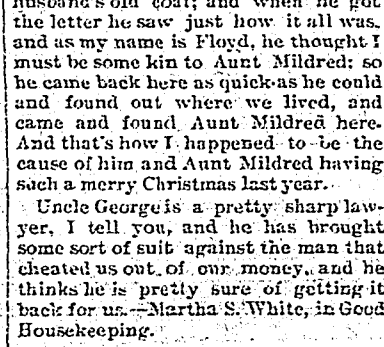 husband's old coat; and when he got
the letter he saw just how it all was.
and as my name is Floyd, he thought I
must be some kin to Aunt Mildred; so
he came back here as quick as he could
and found out where we lived, and
came and found Aunt Mildred here.
And that's how I happened to be the
cause of him and Aunt Mildred having
such a merry Christmas last year.
Uncle George is a pretty sharp law-
yer, I tell you, and he has brought
some sort of suit against the man that
cheated us out of our money, and he
thinks he is pretty sure of getting it
back for us.—Martha S. White, in Good
Housekeeping.